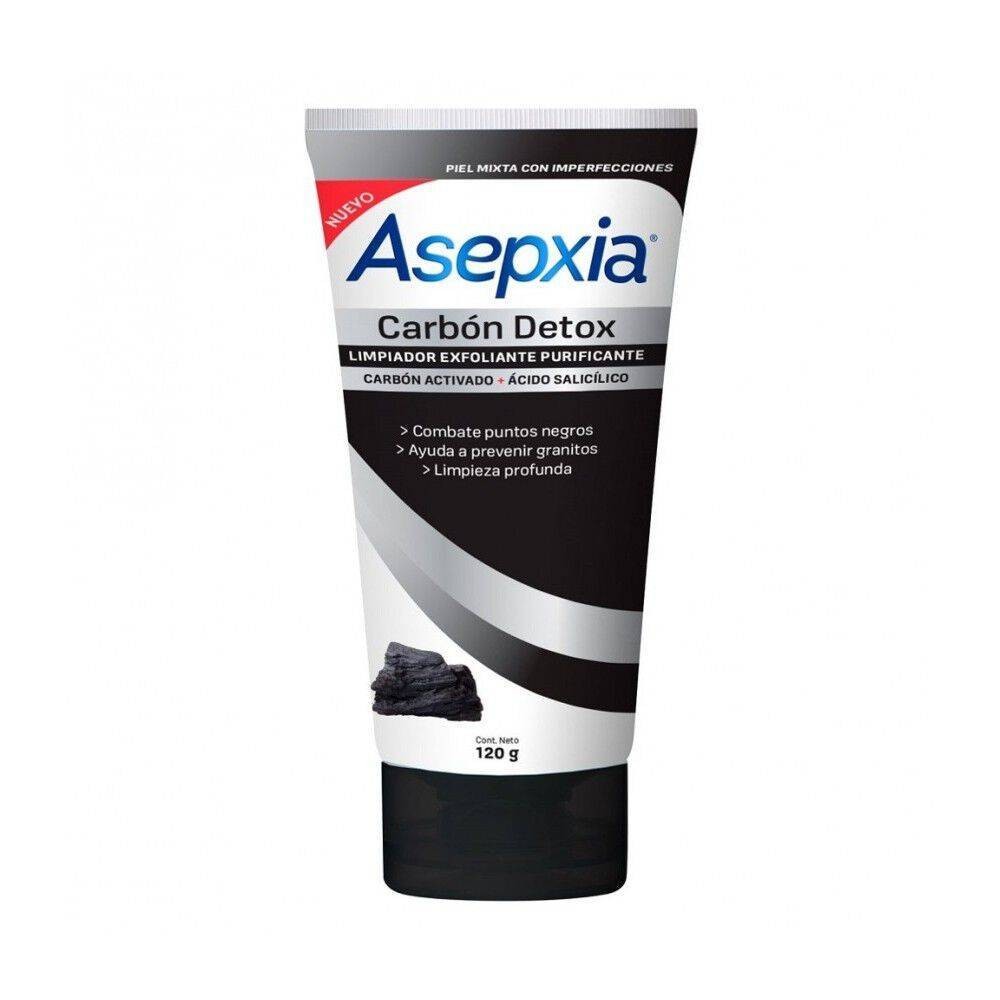 PIEL MIXTA CON IMPERFECCIONES
NUEVO
Asepxia®
Carbón Detox
LIMPIADOR EXFOLIANTE PURIFICANTE
CARBÓN ACTIVADO + ÁCIDO SALICÍLICO
> Combate puntos negros
> Ayuda a prevenir granitos
> Limpieza profunda
Cont. Neto
120 g